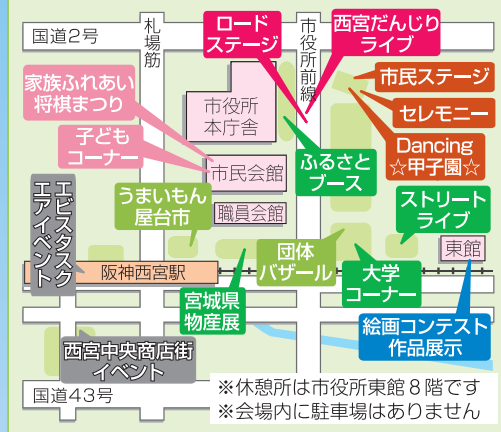 国道2号
札場筋
ロード
ステージ
市役所前線
西宮だんじり
ライブ
家族ふれあい
将棋まつり
市役所
本庁舎
市民ステージ
セレモニー
子ども
コーナー
Dancing
☆甲子園☆
市民会館
ふるさと
ブース
エビスタスク
エアイベント
うまいもん
屋台市
職員会館
ストリート
ライブ
団体
バザール
東館
阪神西宮駅
宮城県
物産展
大学
コーナー
絵画コンテスト
作品展示
西宮中央商店街
イベント
国道43号
※休憩所は市役所東館8階です
※会場内に駐車場はありません